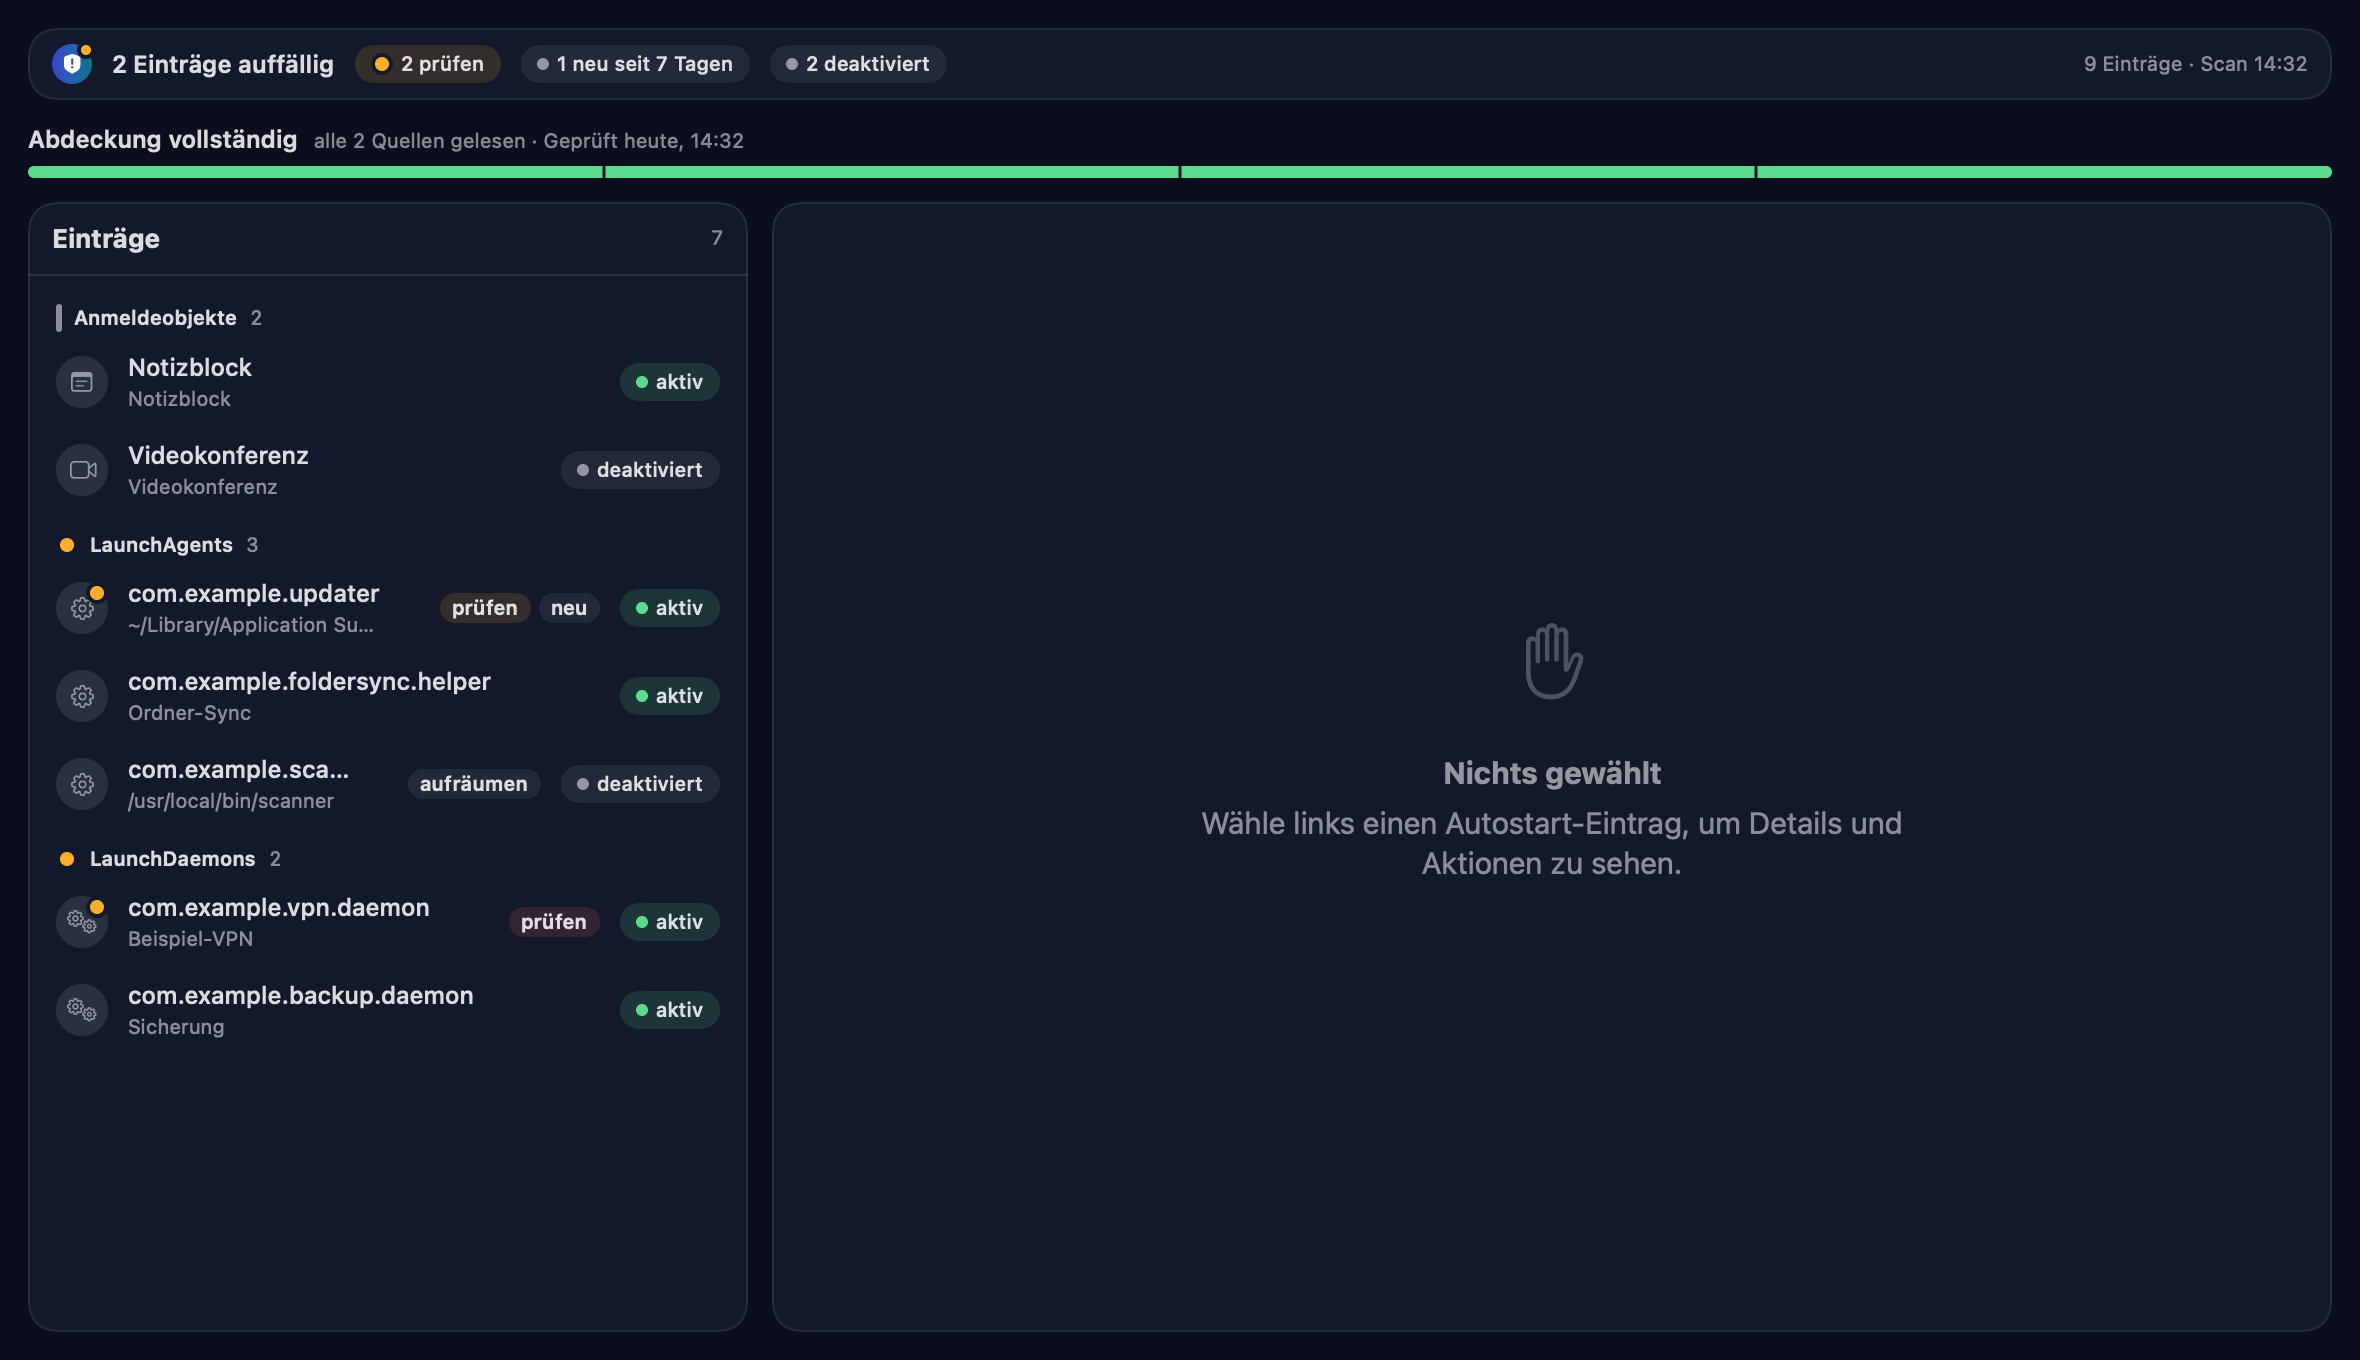 2 Einträge auffällig 2 prüfen 1 neu seit 7 Tagen 2 deaktiviert 9 Einträge · Scan 14:32
Abdeckung vollständig alle 2 Quellen gelesen · Geprüft heute, 14:32
Einträge 7
Anmeldeobjekte 2
Notizblock
Notizblock
aktiv
Videokonferenz
Videokonferenz
deaktiviert
LaunchAgents 3
com.example.updater
~/Library/Application Su...
prüfen neu aktiv
com.example.foldersync.helper
Ordner-Sync
aktiv
com.example.sca...
/usr/local/bin/scanner
aufräumen deaktiviert
LaunchDaemons 2
com.example.vpn.daemon
Beispiel-VPN
prüfen aktiv
com.example.backup.daemon
Sicherung
aktiv
Nichts gewählt
Wähle links einen Autostart-Eintrag, um Details und
Aktionen zu sehen.